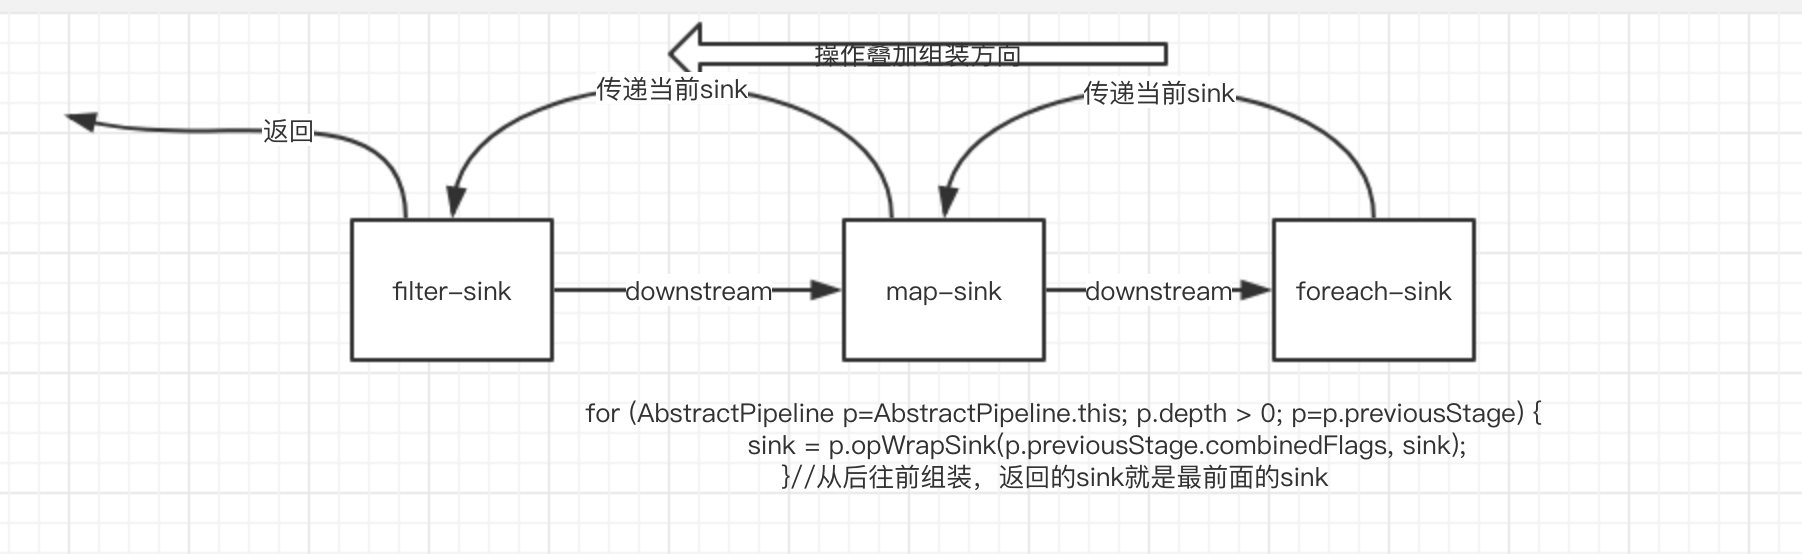 操作叠加组装方向
传递当前sink
传递当前sink
返回
filter-sink
downstream
map-sink
downstream
foreach-sink
for (AbstractPipeline p=AbstractPipeline.this; p.depth > 0; p=p.previousStage) {
sink = p.opWrapSink(p.previousStage.combinedFlags, sink);
}//从后往前组装，返回的sink就是最前面的sink